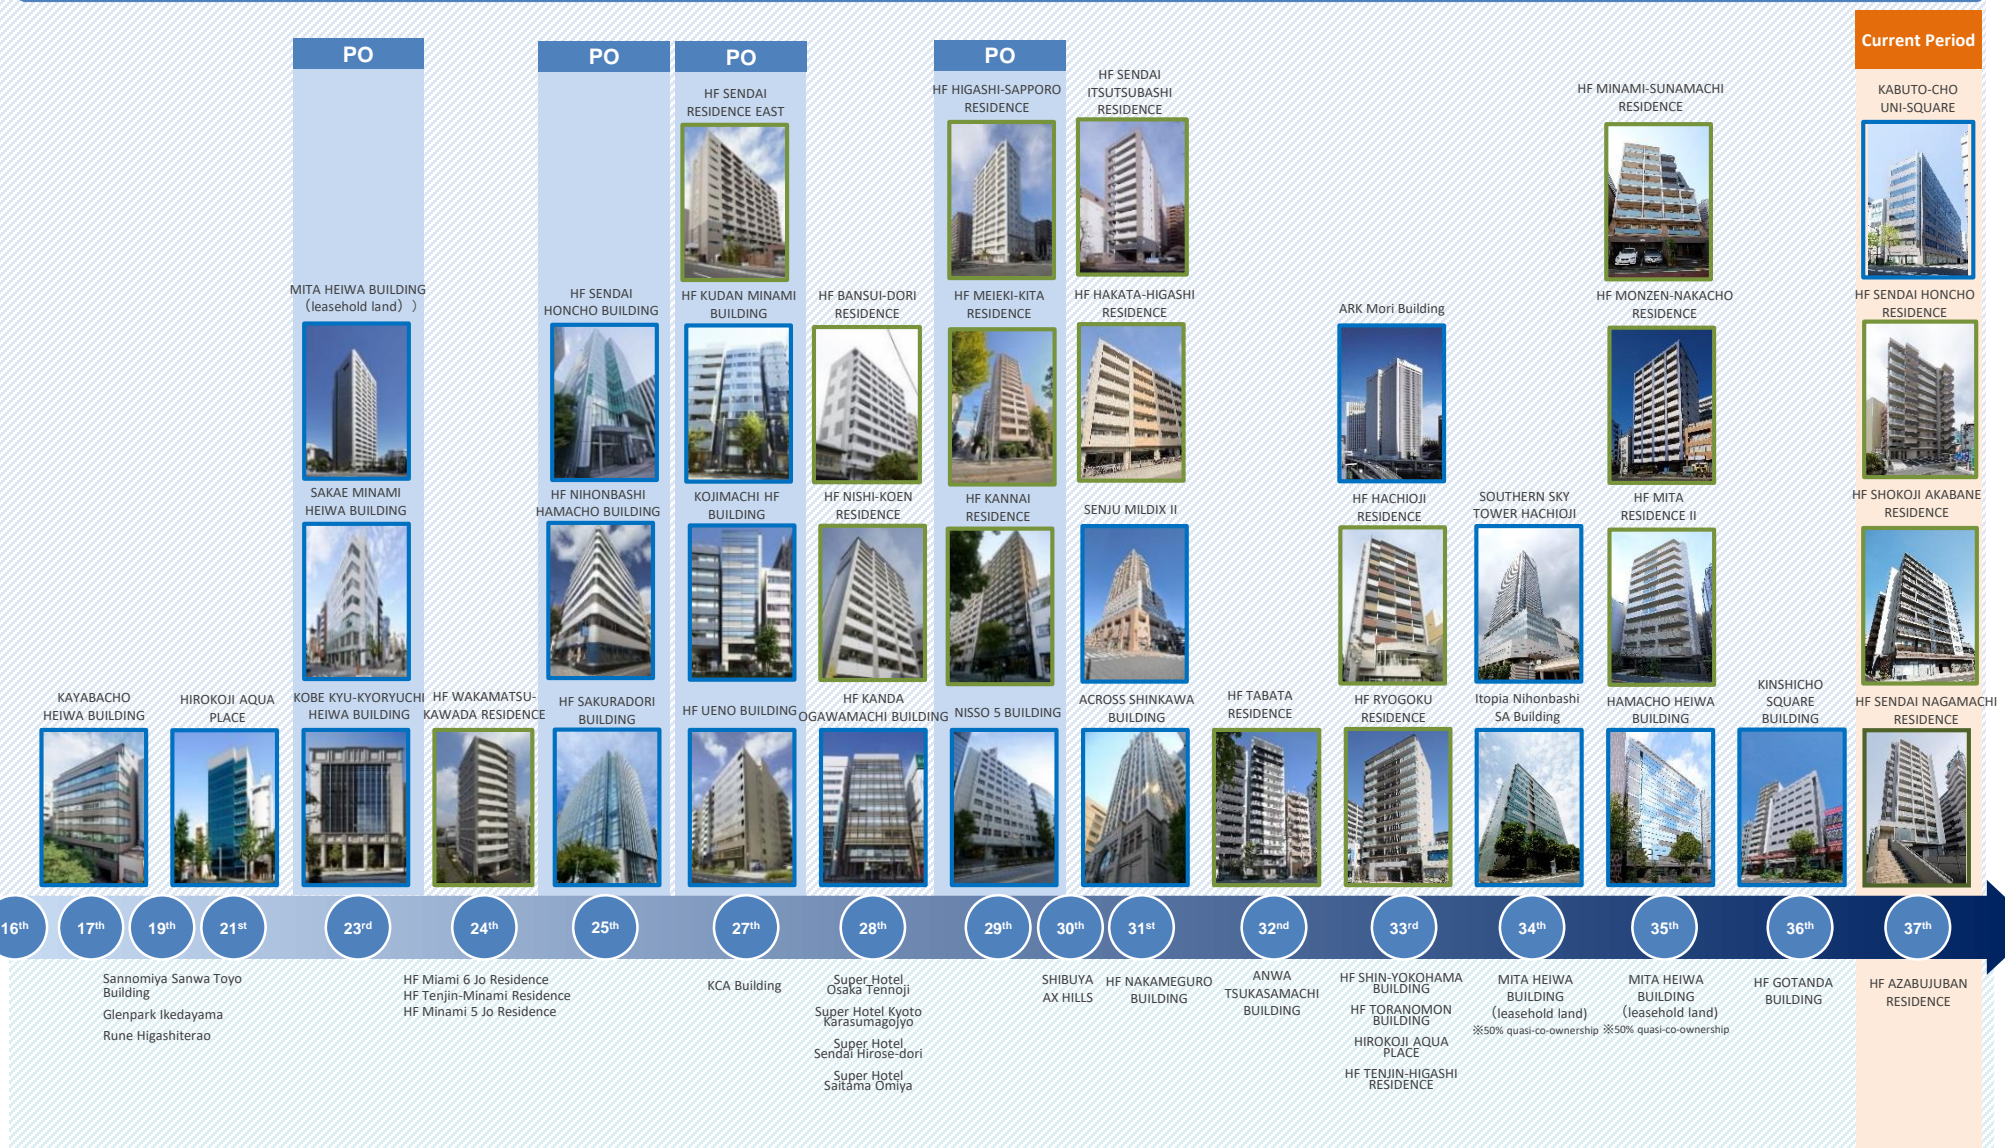 Current Period
PO
PO
PO
PO
HF SENDAI
RESIDENCE EAST
HF HIGASHI-SAPPORO
RESIDENCE
HF SENDAI
ITSUTSUBASHI
RESIDENCE
HF MINAMI-SUNAMACHI
RESIDENCE
KABUTO-CHO
UNI-SQUARE
MITA HEIWA BUILDING
（leasehold land））
HF SENDAI
HONCHO BUILDING
HF KUDAN MINAMI
BUILDING
HF BANSUI-DORI
RESIDENCE
HF MEIEKI-KITA
RESIDENCE
HF HAKATA-HIGASHI
RESIDENCE
ARK Mori Building
HF MONZEN-NAKACHO
RESIDENCE
HF SENDAI HONCHO
RESIDENCE
SAKAE MINAMI
HEIWA BUILDING
HF NIHONBASHI
HAMACHO BUILDING
KOJIMACHI HF
BUILDING
HF NISHI-KOEN
RESIDENCE
HF KANNAI
RESIDENCE
SENJU MILDIX II
HF HACHIOJI
RESIDENCE
SOUTHERN SKY
TOWER HACHIOJI
HF MITA
RESIDENCE II
HF SHOKOJI AKABANE
RESIDENCE
KAYABACHO
HEIWA BUILDING
HIROKOJI AQUA
PLACE
KOBE KYU-KYORYUCHI
HEIWA BUILDING
HF WAKAMATSU-
KAWADA RESIDENCE
HF SAKURADORI
BUILDING
HF UENO BUILDING
HF KANDA
OGAWAMACHI BUILDING
NISSO 5 BUILDING
ACROSS SHINKAWA
BUILDING
HF TABATA
RESIDENCE
HF RYOGOKU
RESIDENCE
Itopia Nihonbashi
SA Building
HAMACHO HEIWA
BUILDING
KINSHICHO
SQUARE
BUILDING
HF SENDAI NAGAMACHI
RESIDENCE
16th
17th
19th
21st
23rd
24th
25th
27th
28th
29th
30th
31st
32nd
33rd
34th
35th
36th
37th
Sannomiya Sanwa Toyo
Building
Glenpark Ikedayama
Rune Higashiterao
HF Miami 6 Jo Residence
HF Tenjin-Minami Residence
HF Minami 5 Jo Residence
KCA Building
Super Hotel
Osaka Tennoji
Super Hotel Kyoto
Karasumagojyo
Super Hotel
Sendai Hirose-dori
Super Hotel
Saitama Omiya
SHIBUYA
AX HILLS
HF NAKAMEGURO
BUILDING
ANWA
TSUKASAMACHI
BUILDING
HF SHIN-YOKOHAMA
BUILDING
HF TORANOMON
BUILDING
HIROKOJI AQUA
PLACE
HF TENJIN-HIGASHI
RESIDENCE
MITA HEIWA
BUILDING
（leasehold land)
※50% quasi-co-ownership
MITA HEIWA
BUILDING
（leasehold land)
※50% quasi-co-ownership
HF GOTANDA
BUILDING
HF AZABUJUBAN
RESIDENCE